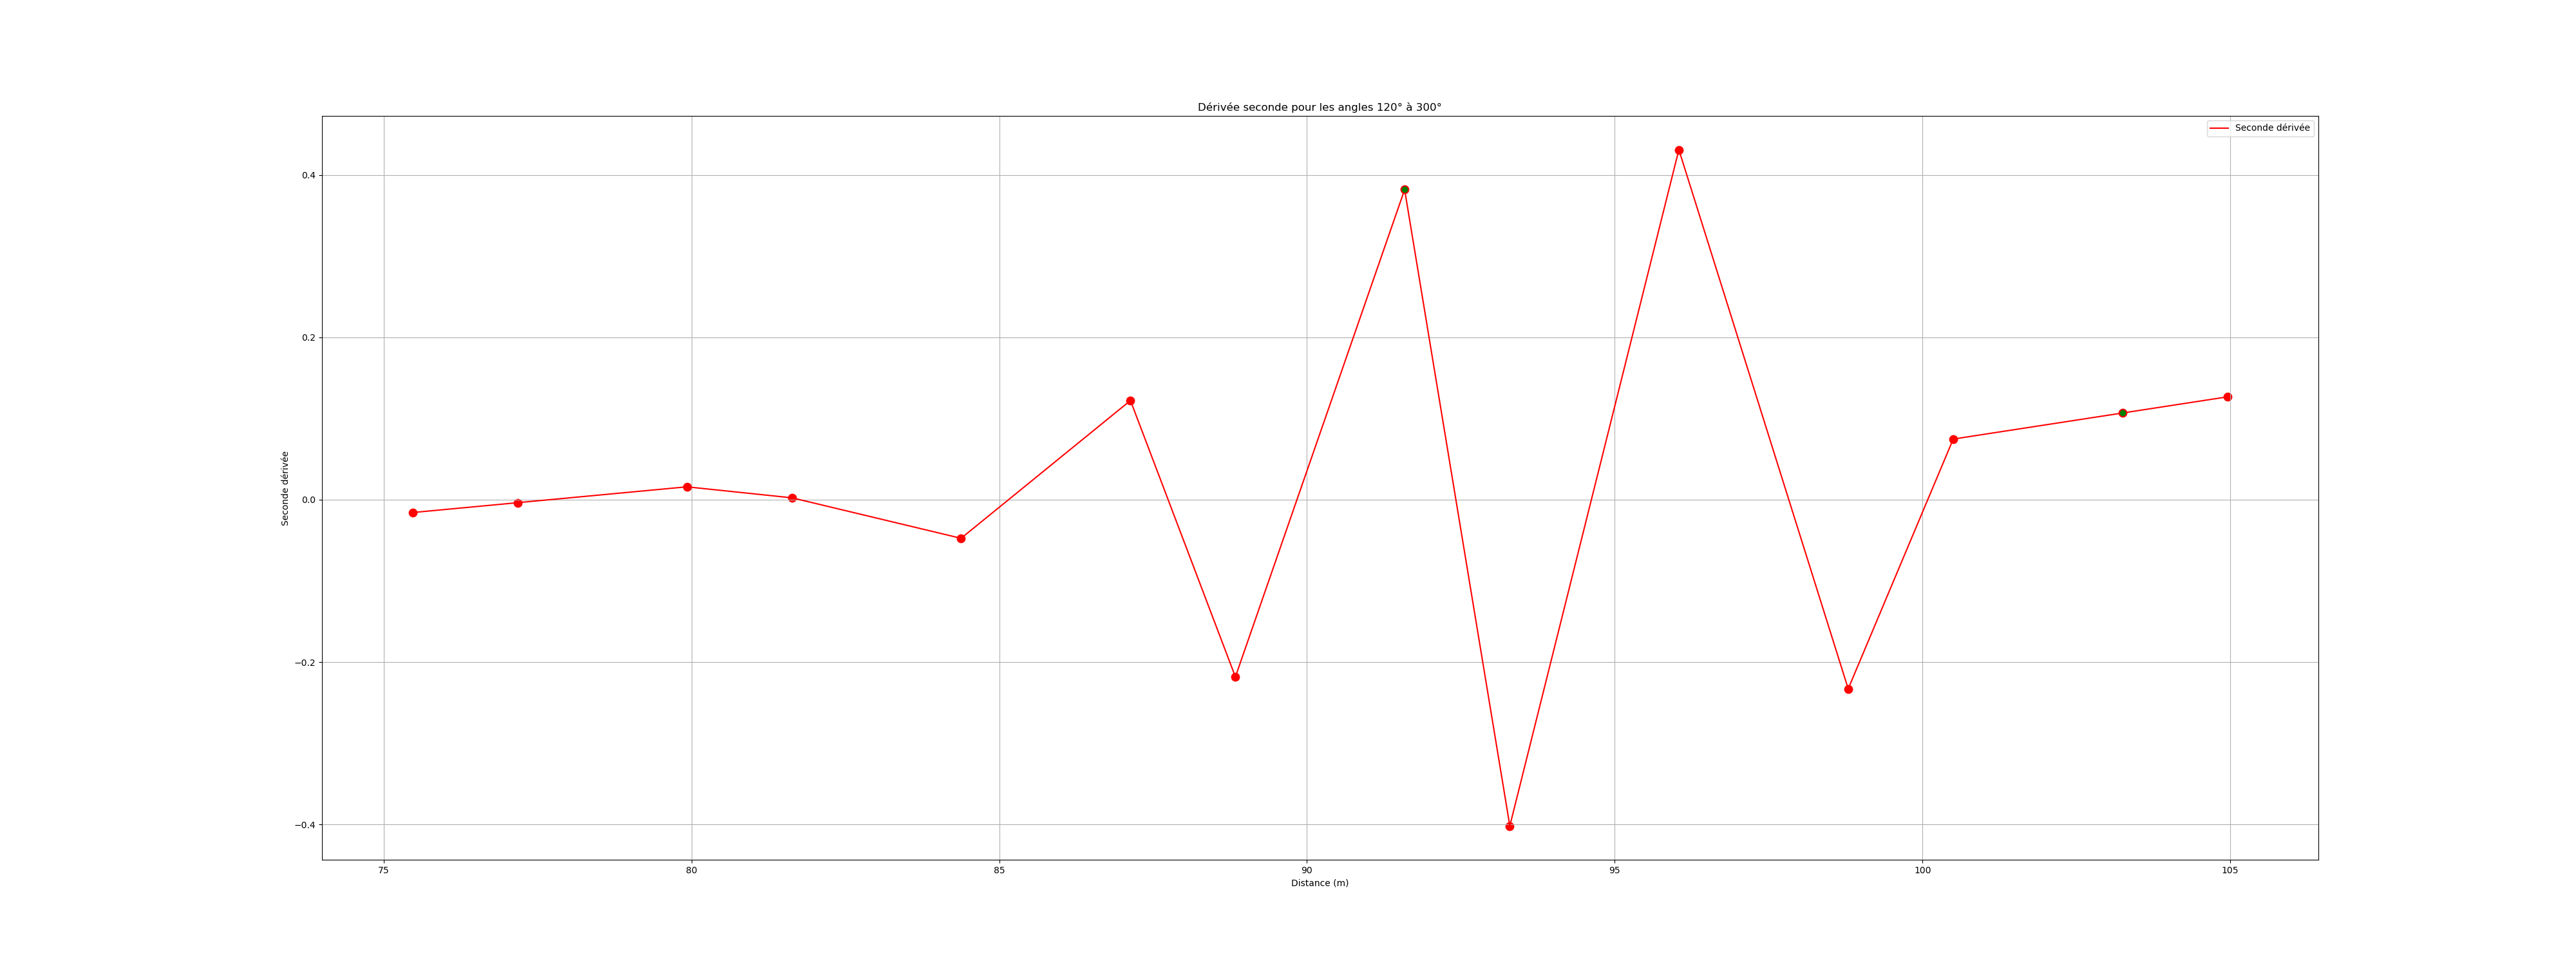 Dérivée seconde pour les angles 120° à 300°
Seconde dérivée
0.4
0.2
0.0
−0.2
−0.4
Seconde dérivée
75 80 85 90 95 100 105
Distance (m)